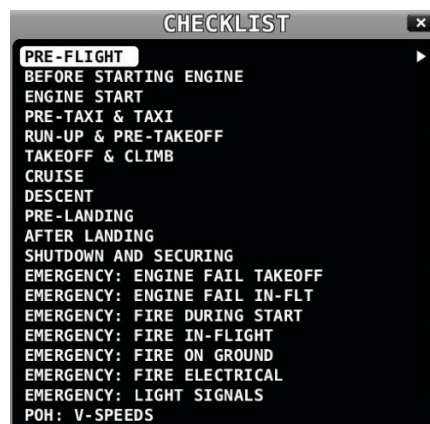 CHECKLIST
PRE-FLIGHT
BEFORE STARTING ENGINE
ENGINE START
PRE-TAXI & TAXI
RUN-UP & PRE-TAKEOFF
TAKEOFF & CLIMB
CRUISE
DESCENT
PRE-LANDING
AFTER LANDING
SHUTDOWN AND SECURING
EMERGENCY: ENGINE FAIL TAKEOFF
EMERGENCY: ENGINE FAIL IN-FLT
EMERGENCY: FIRE DURING START
EMERGENCY: FIRE IN-FLIGHT
EMERGENCY: FIRE ON GROUND
EMERGENCY: FIRE ELECTRICAL
EMERGENCY: LIGHT SIGNALS
POH: V-SPEEDS